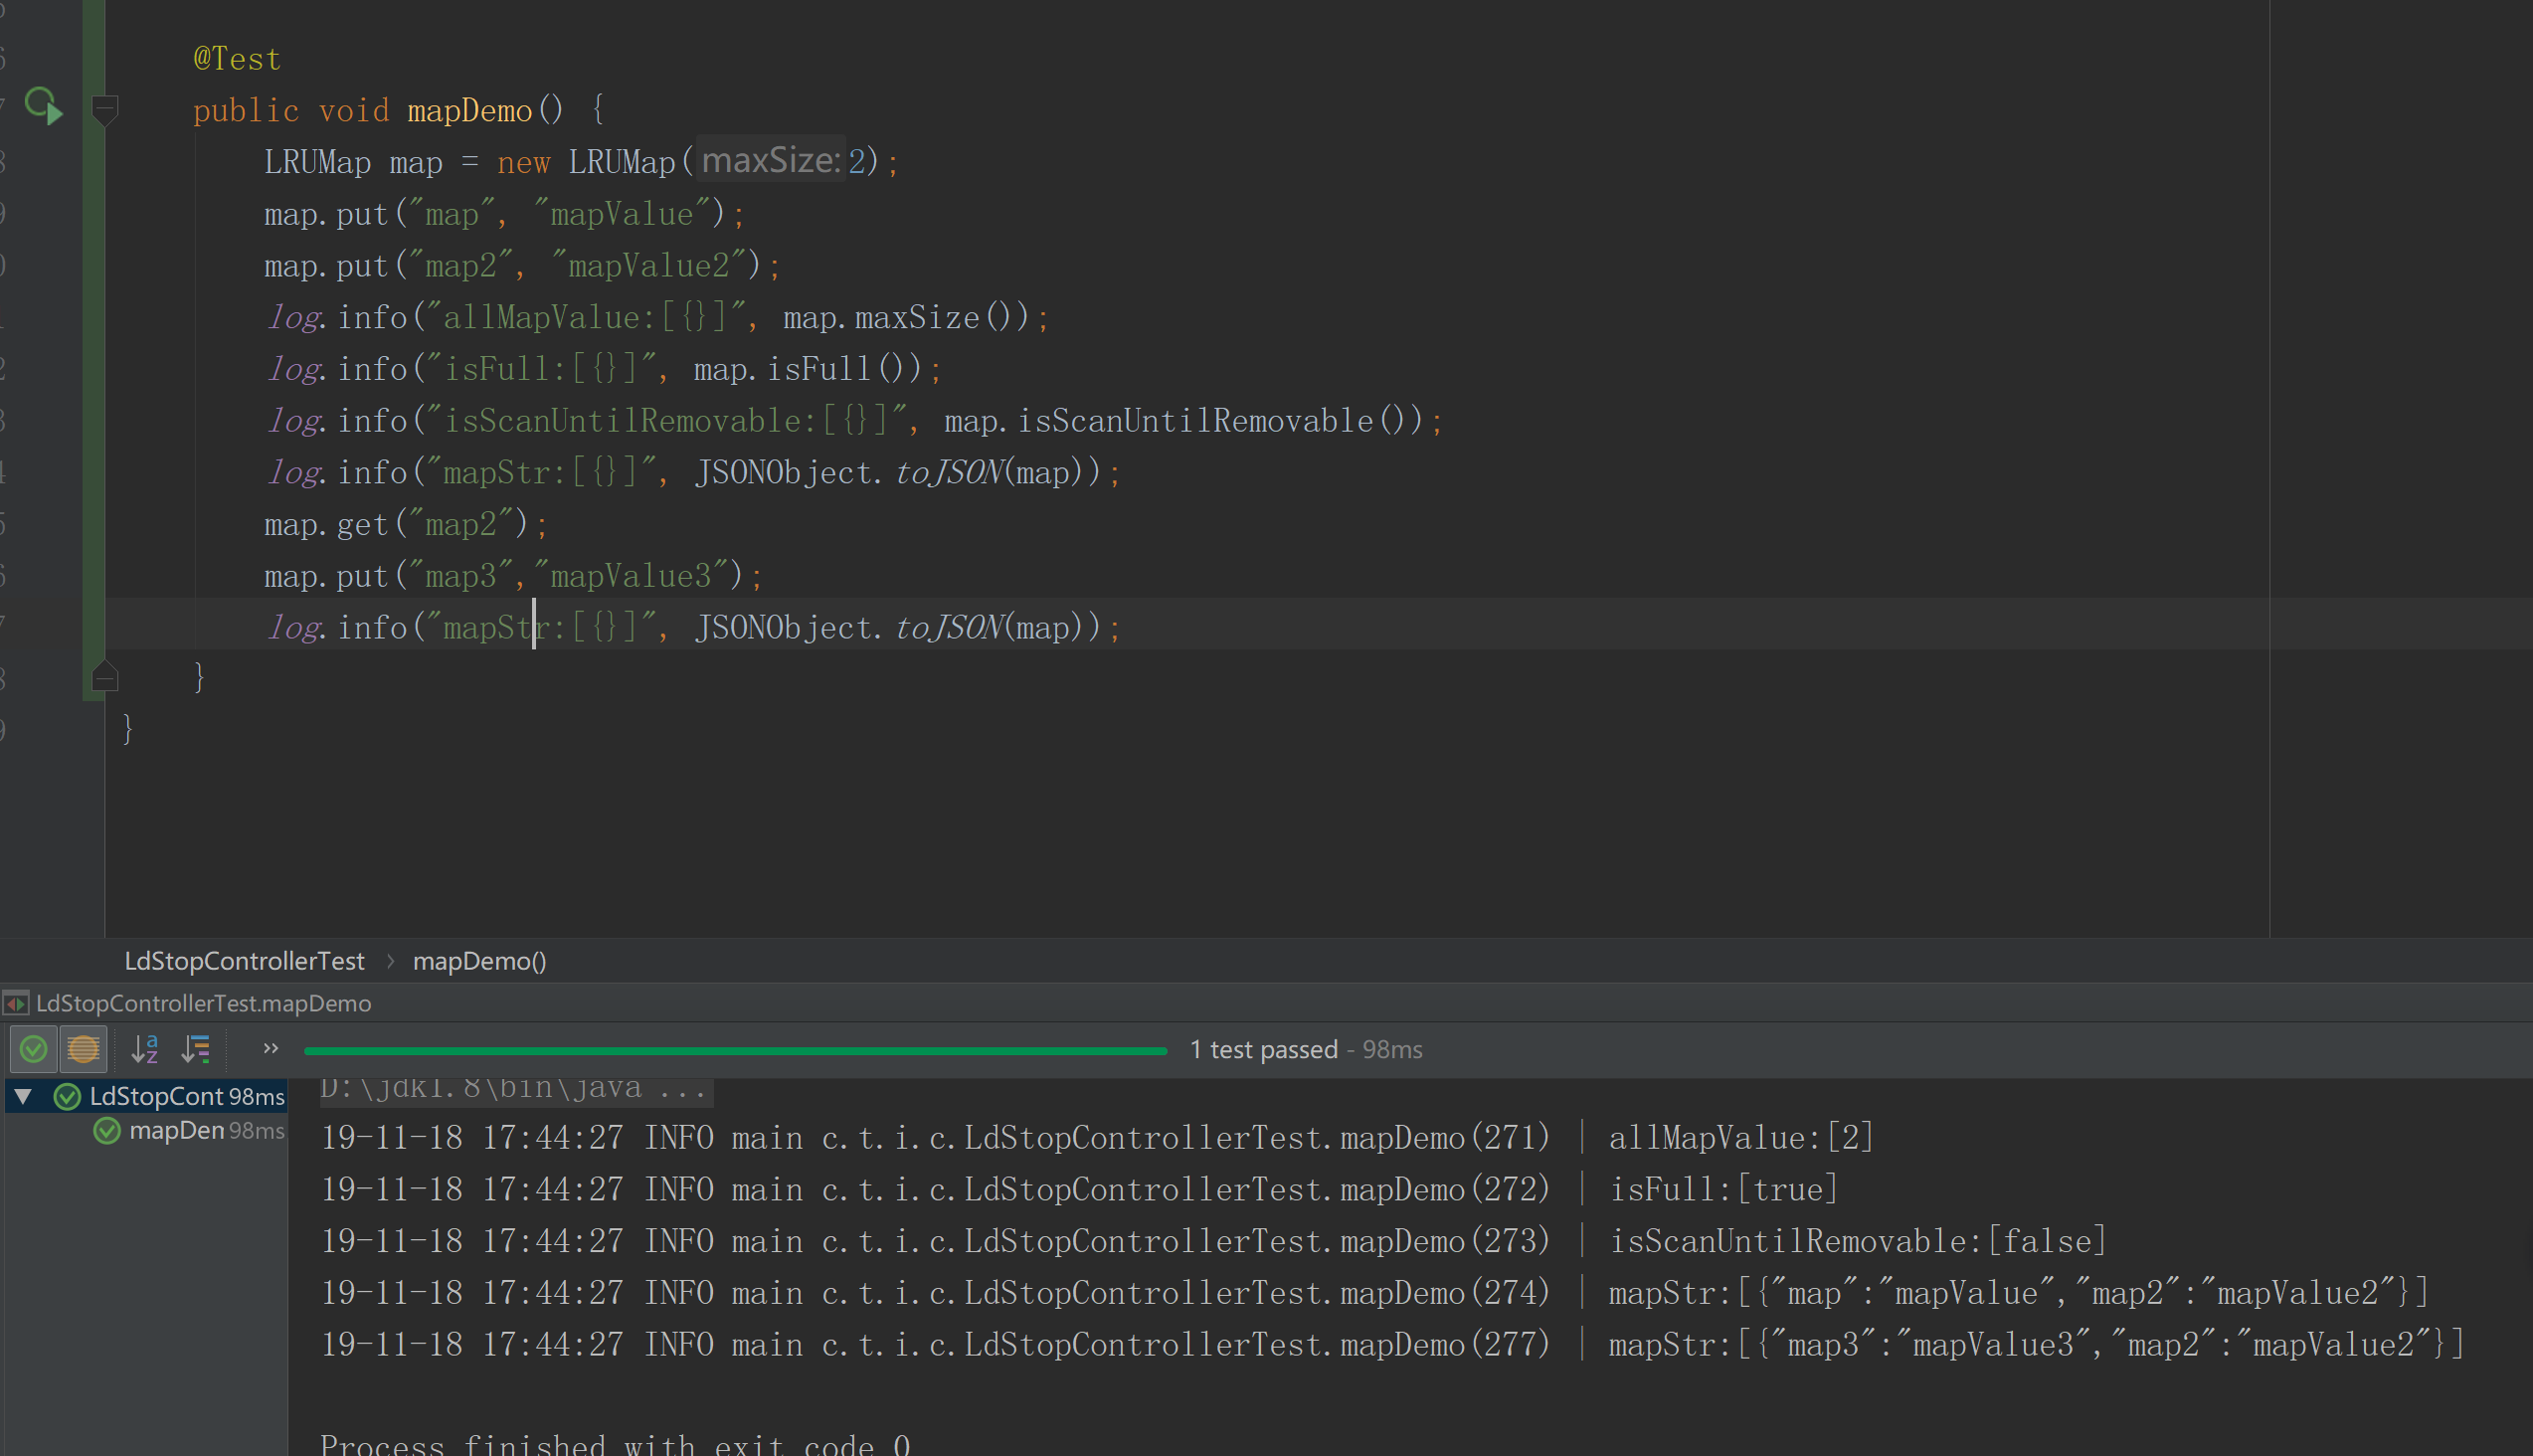 @Test
public void mapDemo() {
LRUMap map = new LRUMap( maxSize: 2);
map.put("map", "mapValue");
map.put("map2", "mapValue2");
log.info("allMapValue:[{}]", map.maxSize());
log.info("isFull:[{}]", map.isFull());
log.info("isScanUntilRemovable:[{}]", map.isScanUntilRemovable());
log.info("mapStr:[{}]", JSONObject.toJSON(map));
map.get("map2");
map.put("map3","mapValue3");
log.info("mapStr:[{}]", JSONObject.toJSON(map));
}
}
LdStopControllerTest › mapDemo()
LdStopControllerTest.mapDemo
» 1 test passed - 98ms
LdStopCont 98ms
mapDen 98ms
D:\jdk1.8\bin\java ...
19-11-18 17:44:27 INFO main c.t.i.c.LdStopControllerTest.mapDemo(271) | allMapValue:[2]
19-11-18 17:44:27 INFO main c.t.i.c.LdStopControllerTest.mapDemo(272) | isFull:[true]
19-11-18 17:44:27 INFO main c.t.i.c.LdStopControllerTest.mapDemo(273) | isScanUntilRemovable:[false]
19-11-18 17:44:27 INFO main c.t.i.c.LdStopControllerTest.mapDemo(274) | mapStr:[{"map":"mapValue","map2":"mapValue2"}]
19-11-18 17:44:27 INFO main c.t.i.c.LdStopControllerTest.mapDemo(277) | mapStr:[{"map3":"mapValue3","map2":"mapValue2"}]
Process finished with exit code 0